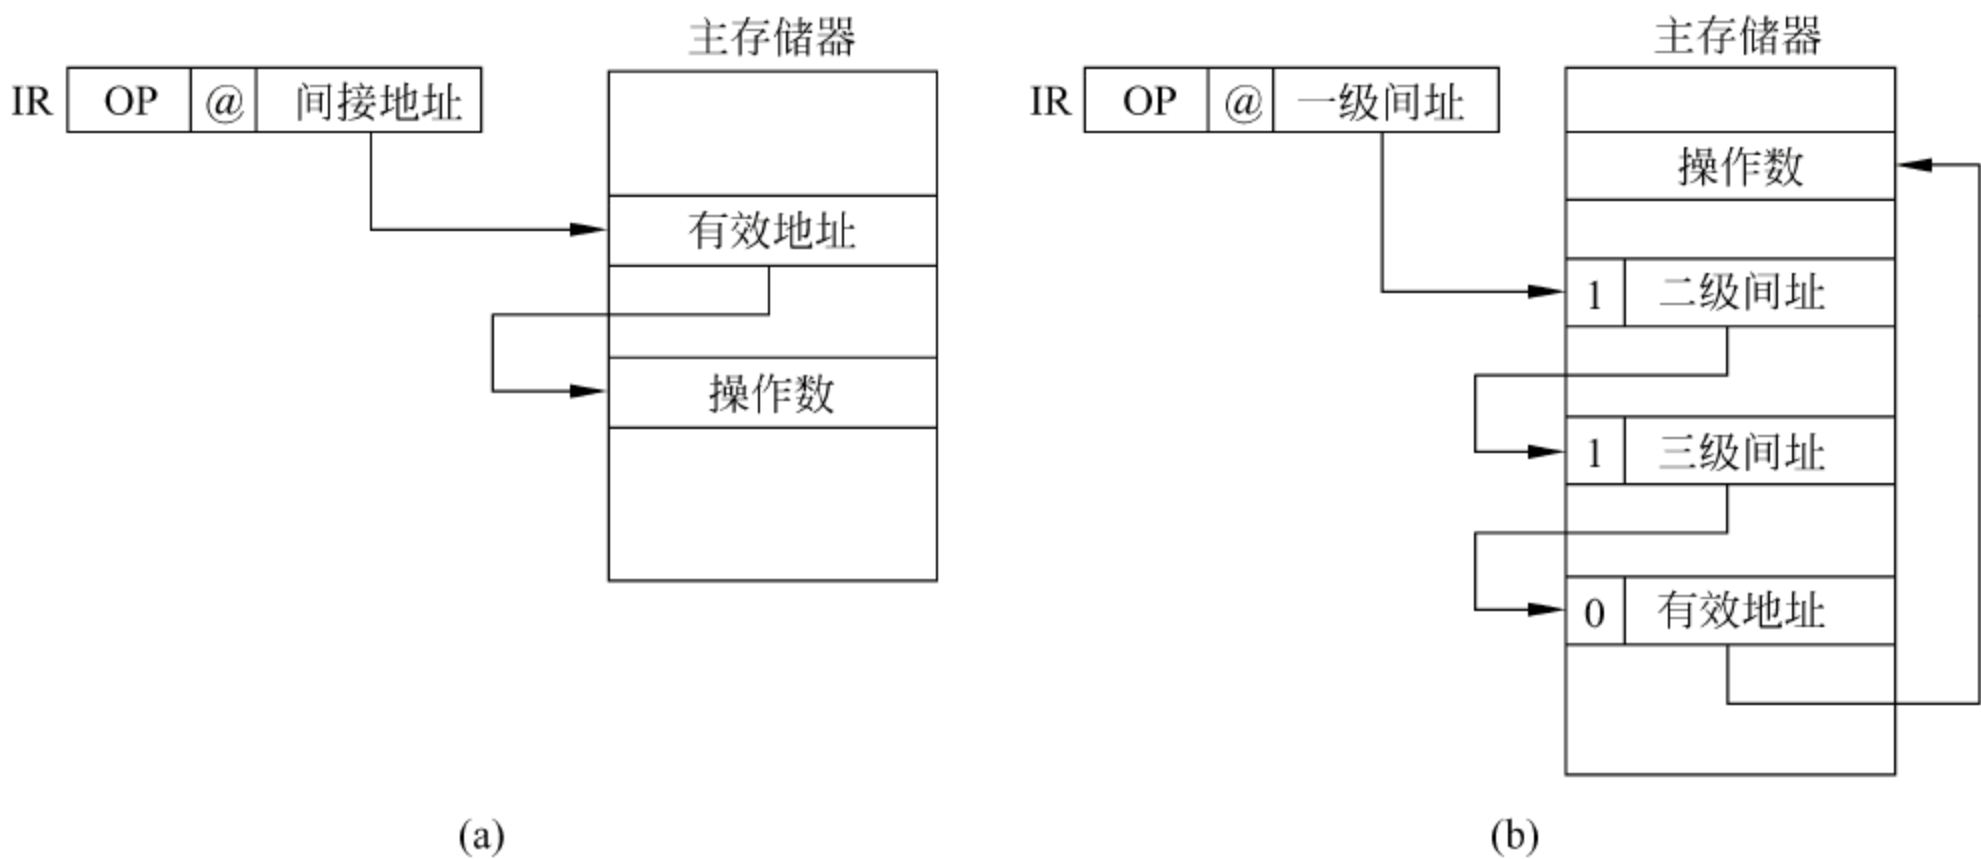 主存储器
IR OP @ 间接地址
有效地址
操作数
(a)
主存储器
IR OP @ 一级间址
操作数
1 二级间址
1 三级间址
0 有效地址
(b)